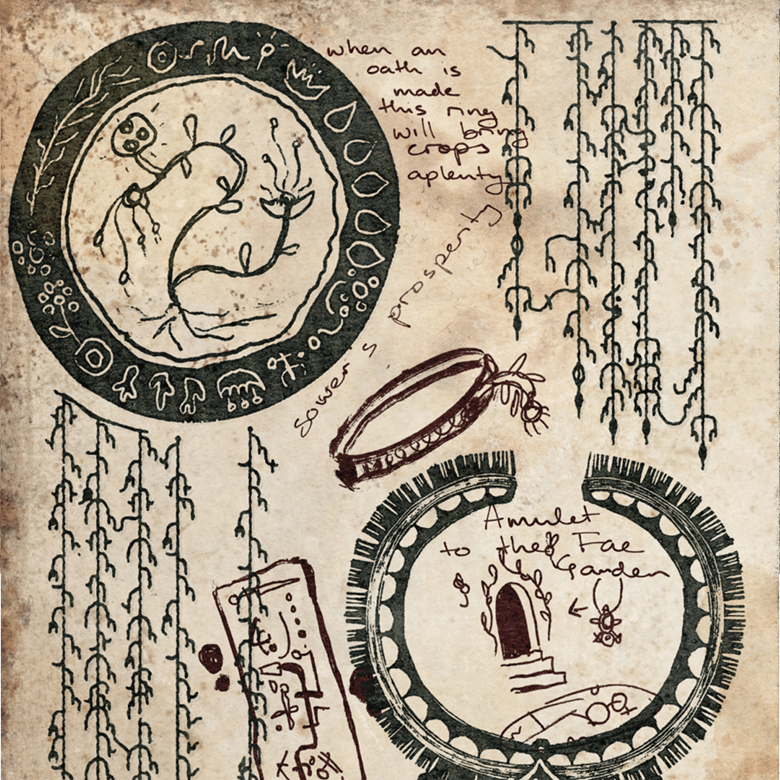 when an
oath is
made
this ring
will bring
crops
aplenty
sower's prosperity
Amulet
to the Fae
Garden